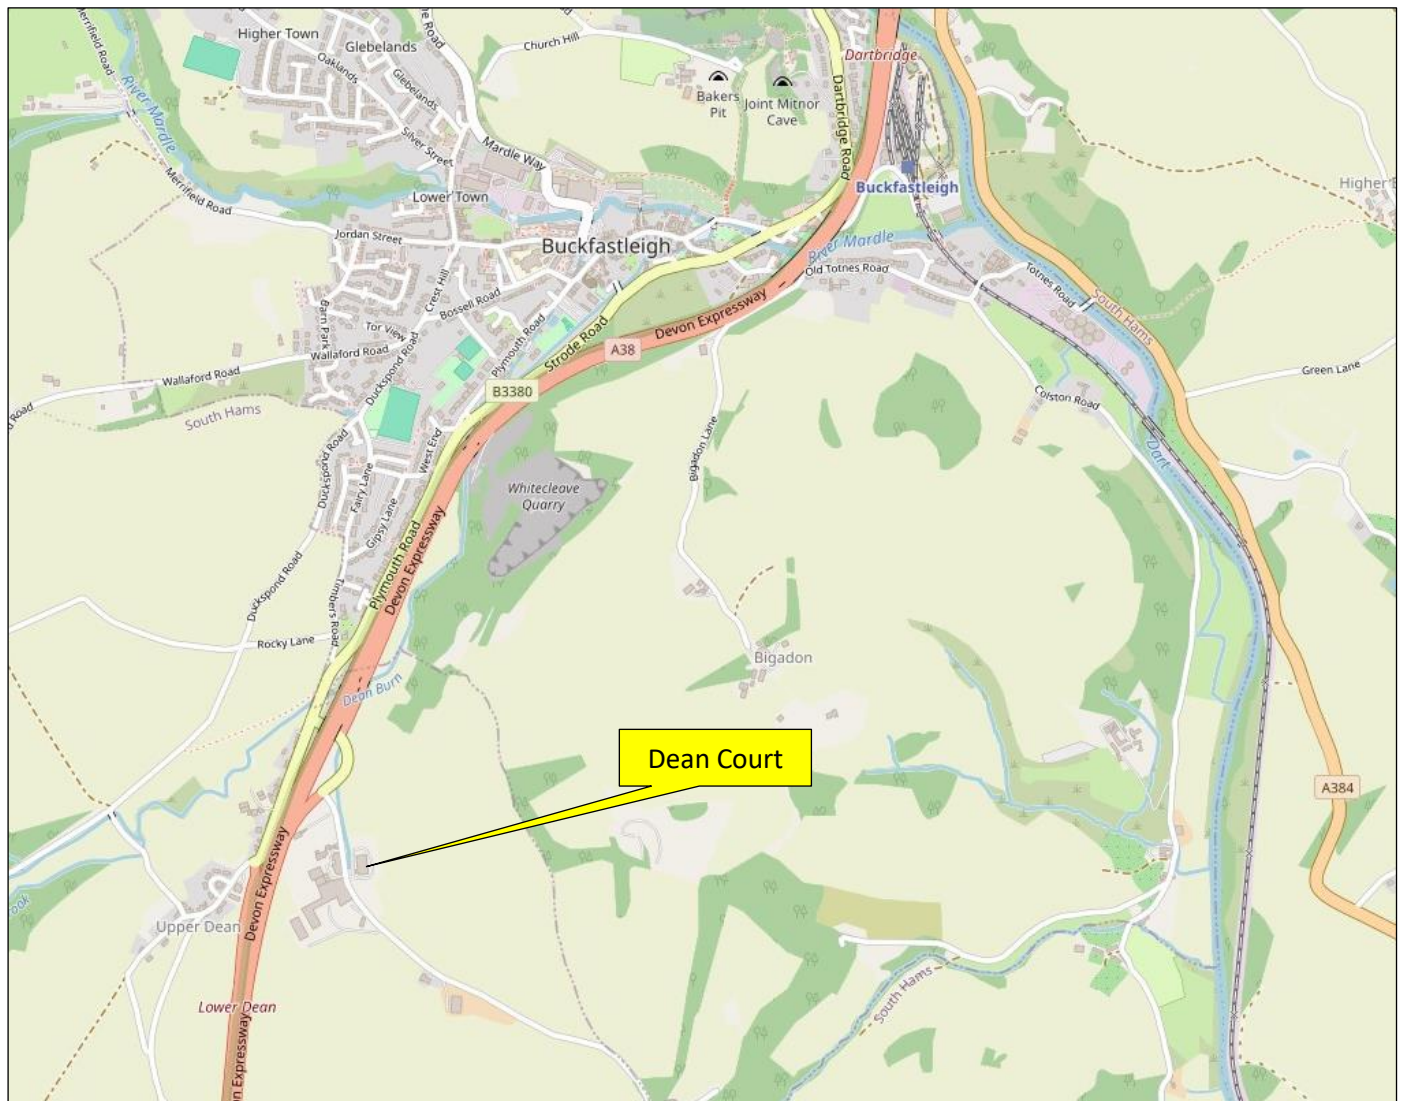 Merrifield Road
River Mardle
Higher Town
Glebelands
Oaklands
Glebelands
Silver Street
Church Hill
Mardle Way
Bakers
Pit
Joint Mitnor
Cave
Dartbridge
Dartbridge Road
Buckfastleigh
Merrifield Road
Lower Town
Jordan Street
Buckfastleigh
River Mardle
Old Totnes Road
Totnes Road
South Hams
Crest Hill
Bossell Road
Barn Park
Tor View
Wallaford Road
Wallaford Road
Road
South Hams
Duckspond Road
Plymouth Road
Strode Road
Devon Expressway
A38
B3380
Green Lane
Colston Road
Bigadon Lane
Dart
West End
Duckspond Road
Fairy Lane
Gipsy Lane
Whitecleave
Quarry
Plymouth Road
Devon Expressway
Duckspond Road
Timbers Road
Rocky Lane
Dean Burn
Bigadon
Dean Court
A384
Devon Expressway
Upper Dean
South Hams
Lower Dean
Expressway